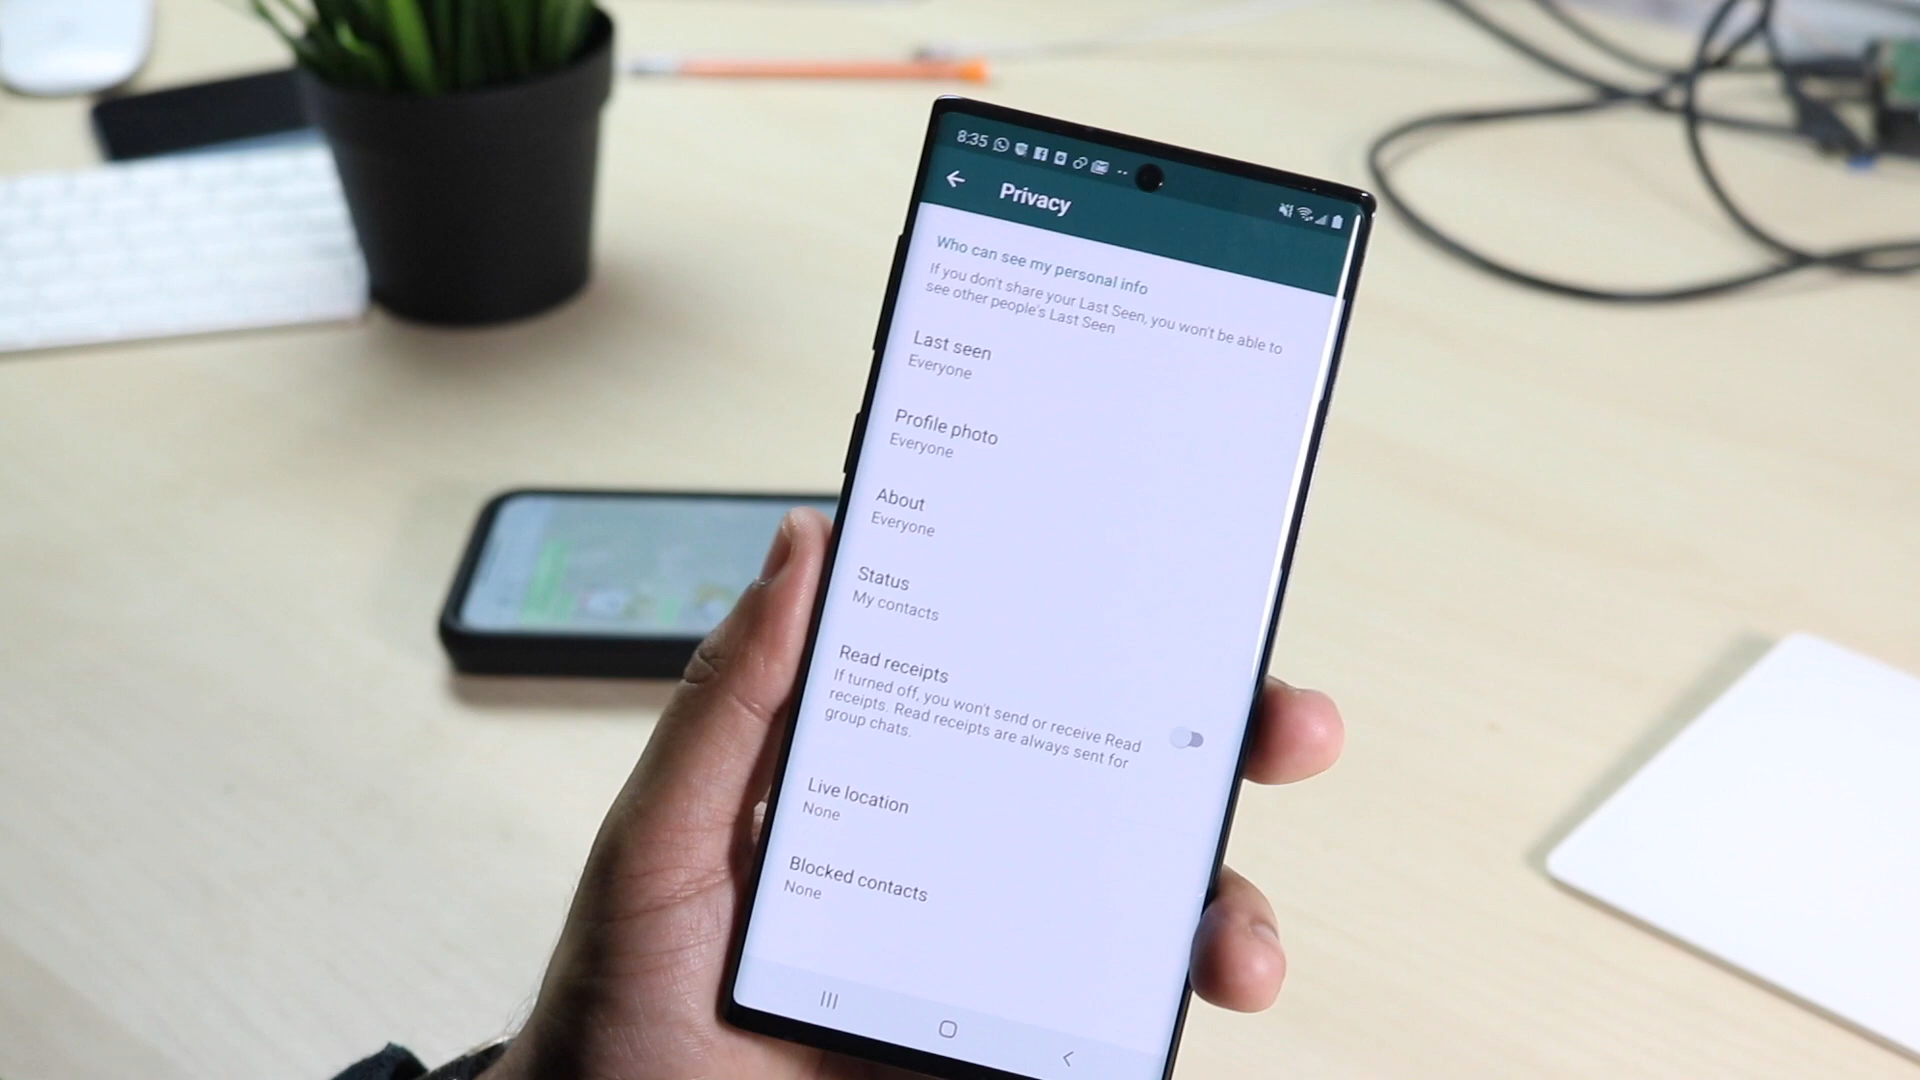 8:35
Privacy
Who can see my personal info
If you don't share your Last Seen, you won't be able to
see other people's Last Seen
Last seen
Everyone
Profile photo
Everyone
About
Everyone
Status
My contacts
Read receipts
If turned off, you won't send or receive Read
receipts. Read receipts are always sent for
group chats.
Live location
None
Blocked contacts
None